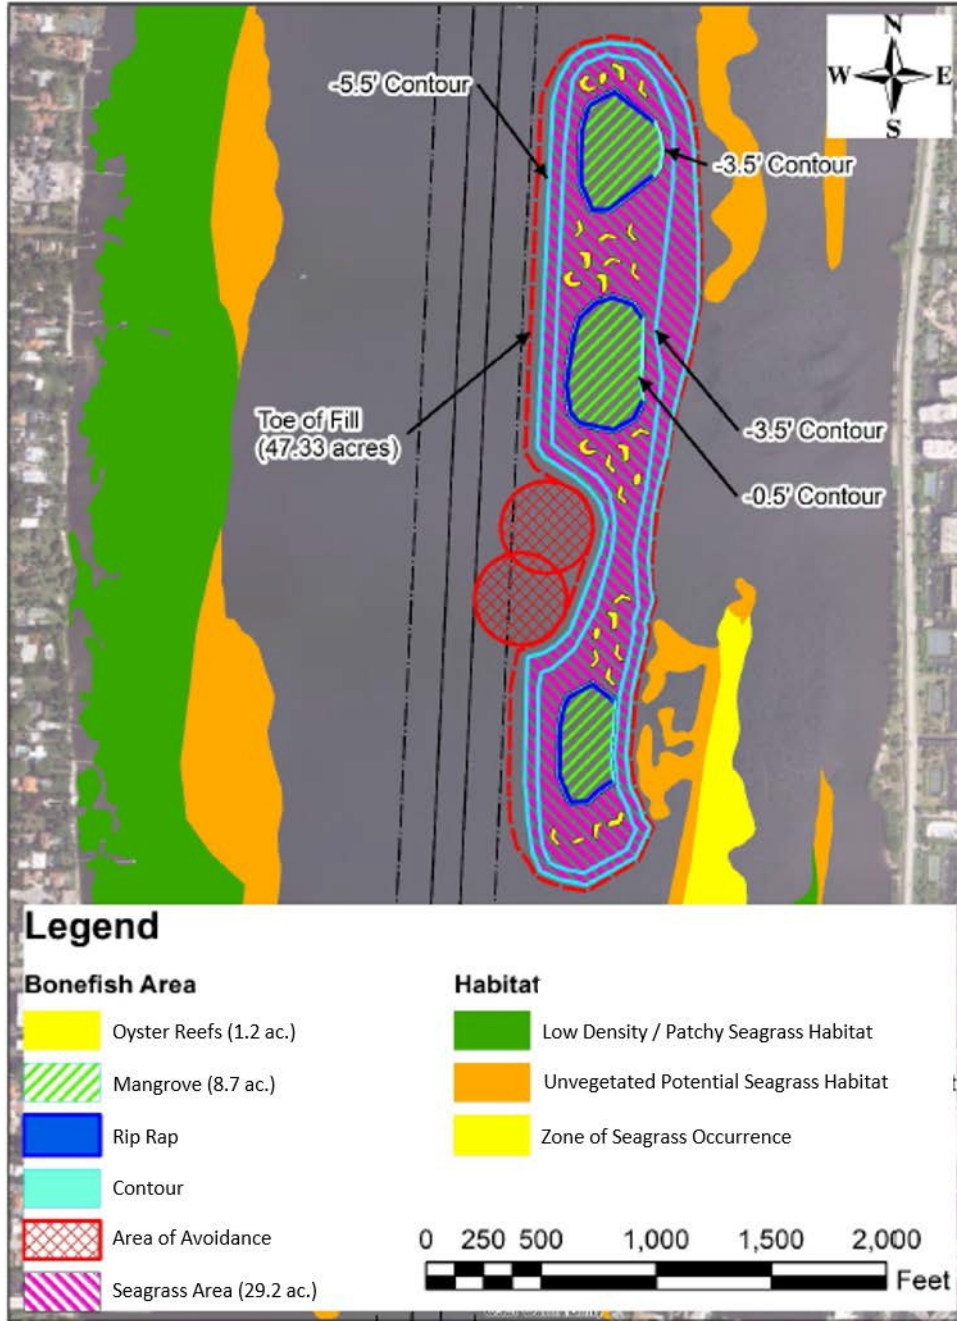 N
W E
S
-5.5' Contour
-3.5' Contour
Toe of Fill
(47.33 acres)
-3.5' Contour
-0.5' Contour
Legend
Bonefish Area
Oyster Reefs (1.2 ac.)
Mangrove (8.7 ac.)
Rip Rap
Contour
Area of Avoidance
Seagrass Area (29.2 ac.)
Habitat
Low Density / Patchy Seagrass Habitat
Unvegetated Potential Seagrass Habitat
Zone of Seagrass Occurrence
0 250 500 1,000 1,500 2,000
Feet